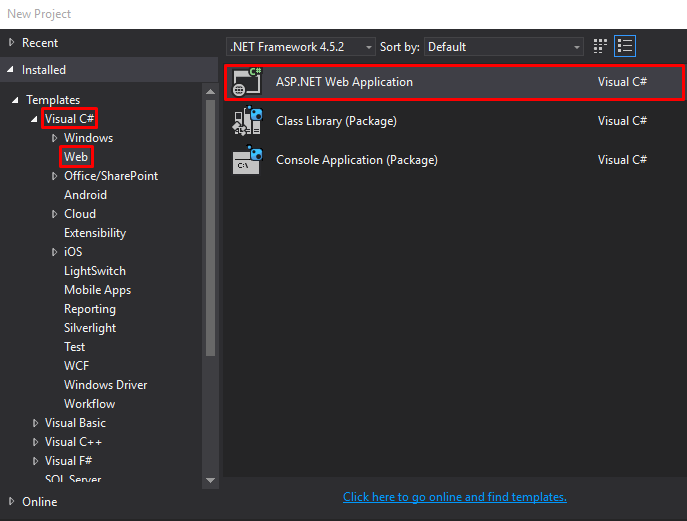 New Project
Recent
Installed
Templates
Visual C#
Windows
Web
Office/SharePoint
Android
Cloud
Extensibility
iOS
LightSwitch
Mobile Apps
Reporting
Silverlight
Test
WCF
Windows Driver
Workflow
Visual Basic
Visual C++
Visual F#
SQL Server
Online
.NET Framework 4.5.2 Sort by: Default
C# ASP.NET Web Application Visual C#
Class Library (Package) Visual C#
C:\ Console Application (Package) Visual C#
Click here to go online and find templates.